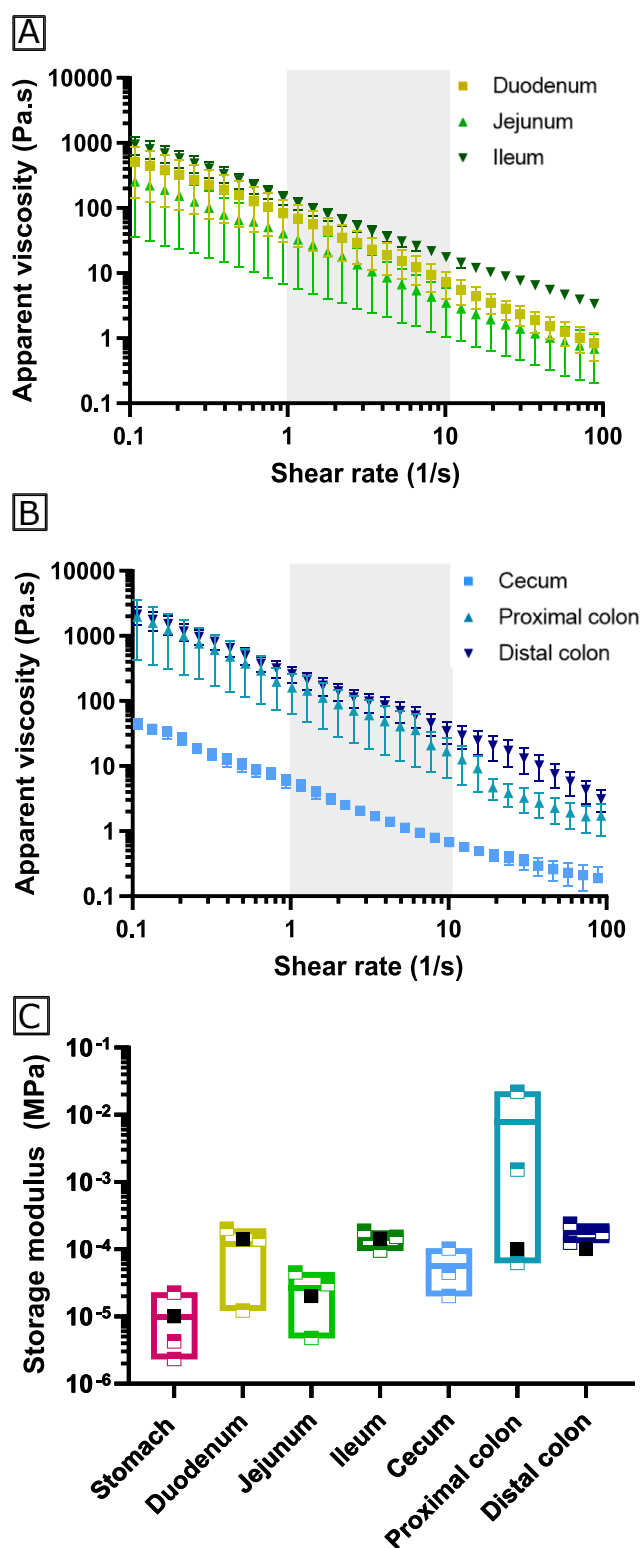 A
Apparent viscosity (Pa.s)
10000
1000
100
10
1
0.1
Duodenum
Jejunum
Ileum
0.1 1 10 100
Shear rate (1/s)
B
Apparent viscosity (Pa.s)
10000
1000
100
10
1
0.1
Cecum
Proximal colon
Distal colon
0.1 1 10 100
Shear rate (1/s)
C
Storage modulus (MPa)
10⁻¹
10⁻²
10⁻³
10⁻⁴
10⁻⁵
10⁻⁶
Stomach
Duodenum
Jejunum
Ileum
Cecum
Proximal colon
Distal colon